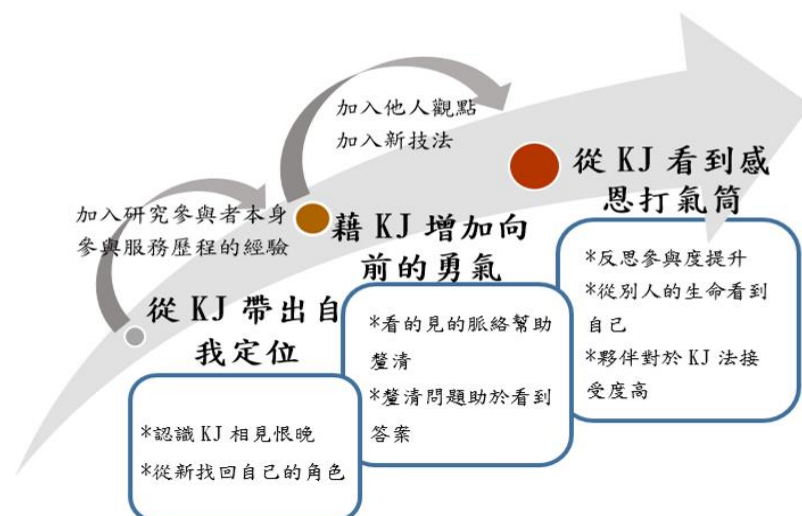 加入他人觀點
加入新技法
從 KJ 看到感
恩打氣筒
加入研究參與者本身
參與服務歷程的經驗
藉 KJ 增加向
前的勇氣
從 KJ 帶出自
我定位
*反思參與度提升
*從別人的生命看到
自己
*夥伴對於 KJ 法接
受度高
*看的見的脈絡幫助
釐清
*釐清問題助於看到
答案
*認識 KJ 相見恨晚
*從新找回自己的角色